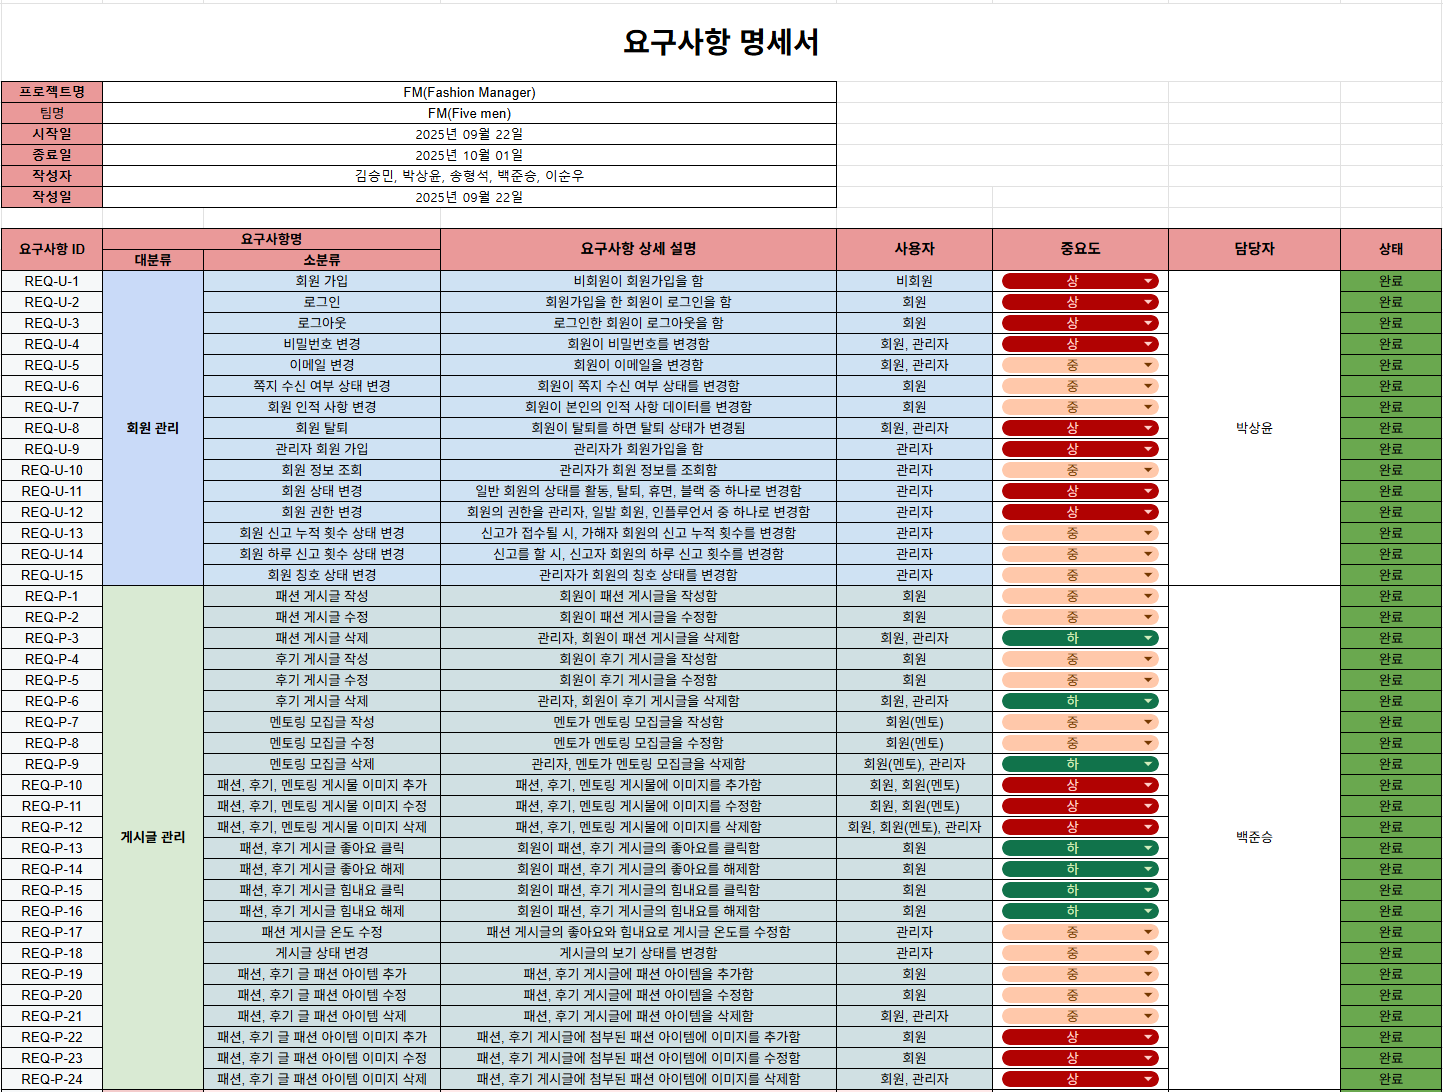 요구사항 명세서
프로젝트명 FM(Fashion Manager)
팀명 FM(Five men)
시작일 2025년 09월 22일
종료일 2025년 10월 01일
작성자 김승민, 박상윤, 송형석, 백준승, 이순우
작성일 2025년 09월 22일
요구사항 ID 요구사항명 요구사항 상세 설명 사용자 중요도 담당자 상태
대분류 소분류
REQ-U-1 회원 가입 비회원이 회원가입을 함 비회원 상 완료
REQ-U-2 로그인 회원가입을 한 회원이 로그인을 함 회원 상 완료
REQ-U-3 로그아웃 로그인한 회원이 로그아웃을 함 회원 상 완료
REQ-U-4 비밀번호 변경 회원이 비밀번호를 변경함 회원, 관리자 상 완료
REQ-U-5 이메일 변경 회원이 이메일을 변경함 회원, 관리자 중 완료
REQ-U-6 쪽지 수신 여부 상태 변경 회원이 쪽지 수신 여부 상태를 변경함 회원 중 완료
REQ-U-7 회원 인적 사항 변경 회원이 본인의 인적 사항 데이터를 변경함 회원 중 완료
REQ-U-8 회원 관리 회원 탈퇴 회원이 탈퇴를 하면 탈퇴 상태가 변경됨 회원, 관리자 상 박상윤 완료
REQ-U-9 관리자 회원 가입 관리자가 회원가입을 함 관리자 상 완료
REQ-U-10 회원 정보 조회 관리자가 회원 정보를 조회함 관리자 중 완료
REQ-U-11 회원 상태 변경 일반 회원의 상태를 활동, 탈퇴, 휴면, 블랙 중 하나로 변경함 관리자 상 완료
REQ-U-12 회원 권한 변경 회원의 권한을 관리자, 일발 회원, 인플루언서 중 하나로 변경함 관리자 상 완료
REQ-U-13 회원 신고 누적 횟수 상태 변경 신고가 접수될 시, 가해자 회원의 신고 누적 횟수를 변경함 관리자 중 완료
REQ-U-14 회원 하루 신고 횟수 상태 변경 신고를 할 시, 신고자 회원의 하루 신고 횟수를 변경함 관리자 중 완료
REQ-U-15 회원 칭호 상태 변경 관리자가 회원의 칭호 상태를 변경함 관리자 중 완료
REQ-P-1 패션 게시글 작성 회원이 패션 게시글을 작성함 회원 중 완료
REQ-P-2 패션 게시글 수정 회원이 패션 게시글을 수정함 회원 중 완료
REQ-P-3 패션 게시글 삭제 관리자, 회원이 패션 게시글을 삭제함 회원, 관리자 하 완료
REQ-P-4 후기 게시글 작성 회원이 후기 게시글을 작성함 회원 중 완료
REQ-P-5 후기 게시글 수정 회원이 후기 게시글을 수정함 회원 중 완료
REQ-P-6 후기 게시글 삭제 관리자, 회원이 후기 게시글을 삭제함 회원, 관리자 하 완료
REQ-P-7 멘토링 모집글 작성 멘토가 멘토링 모집글을 작성함 회원(멘토) 중 완료
REQ-P-8 멘토링 모집글 수정 멘토가 멘토링 모집글을 수정함 회원(멘토) 중 완료
REQ-P-9 멘토링 모집글 삭제 관리자, 멘토가 멘토링 모집글을 삭제함 회원(멘토), 관리자 하 완료
REQ-P-10 패션, 후기, 멘토링 게시물 이미지 추가 패션, 후기, 멘토링 게시물에 이미지를 추가함 회원, 회원(멘토) 상 완료
REQ-P-11 패션, 후기, 멘토링 게시물 이미지 수정 패션, 후기, 멘토링 게시물에 이미지를 수정함 회원, 회원(멘토) 상 완료
REQ-P-12 게시글 관리 패션, 후기, 멘토링 게시물 이미지 삭제 패션, 후기, 멘토링 게시물에 이미지를 삭제함 회원, 회원(멘토), 관리자 상 백준승 완료
REQ-P-13 패션, 후기 게시글 좋아요 클릭 회원이 패션, 후기 게시글의 좋아요를 클릭함 회원 하 완료
REQ-P-14 패션, 후기 게시글 좋아요 해제 회원이 패션, 후기 게시글의 좋아요를 해제함 회원 하 완료
REQ-P-15 패션, 후기 게시글 힘내요 클릭 회원이 패션, 후기 게시글의 힘내요를 클릭함 회원 하 완료
REQ-P-16 패션, 후기 게시글 힘내요 해제 회원이 패션, 후기 게시글의 힘내요를 해제함 회원 하 완료
REQ-P-17 패션 게시글 온도 수정 패션 게시글의 좋아요와 힘내요로 게시글 온도를 수정함 관리자 중 완료
REQ-P-18 게시글 상태 변경 게시글의 보기 상태를 변경함 관리자 중 완료
REQ-P-19 패션, 후기 글 패션 아이템 추가 패션, 후기 게시글에 패션 아이템을 추가함 회원 중 완료
REQ-P-20 패션, 후기 글 패션 아이템 수정 패션, 후기 게시글에 패션 아이템을 수정함 회원 중 완료
REQ-P-21 패션, 후기 글 패션 아이템 삭제 패션, 후기 게시글에 패션 아이템을 삭제함 회원, 관리자 중 완료
REQ-P-22 패션, 후기 글 패션 아이템 이미지 추가 패션, 후기 게시글에 첨부된 패션 아이템에 이미지를 추가함 회원 상 완료
REQ-P-23 패션, 후기 글 패션 아이템 이미지 수정 패션, 후기 게시글에 첨부된 패션 아이템에 이미지를 수정함 회원 상 완료
REQ-P-24 패션, 후기 글 패션 아이템 이미지 삭제 패션, 후기 게시글에 첨부된 패션 아이템에 이미지를 삭제함 회원, 관리자 상 완료